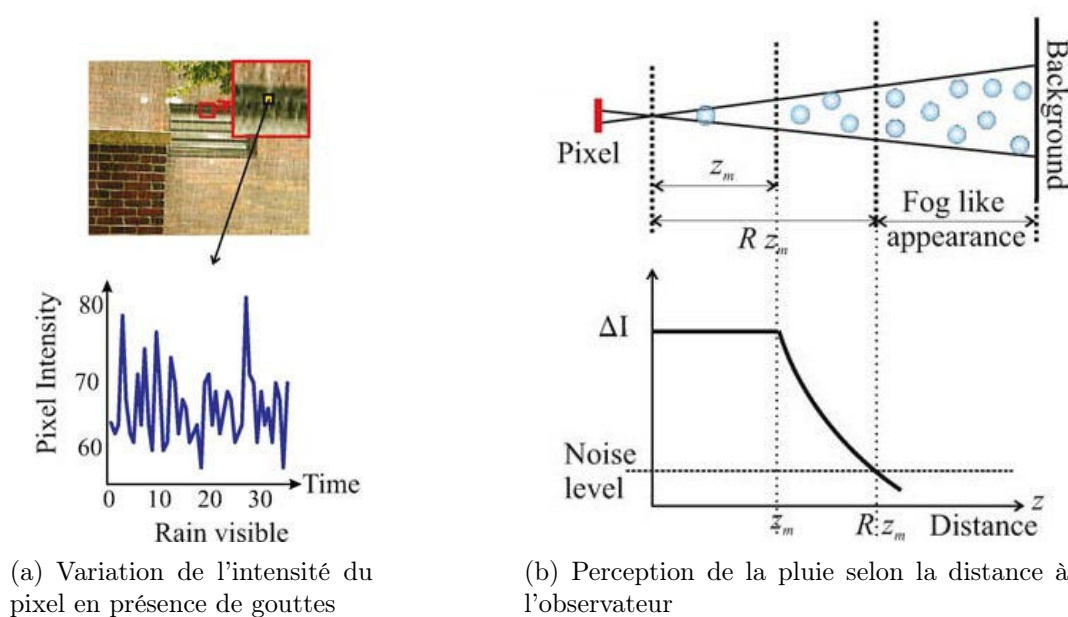 Pixel Intensity
80
70
60
0 10 20 30
Time
Rain visible
(a) Variation de l'intensité du
pixel en présence de gouttes
Pixel
Background
z_m
R z_m
Fog like
appearance
ΔI
Noise
level
z_m
R z_m
z
Distance
(b) Perception de la pluie selon la distance à
l'observateur